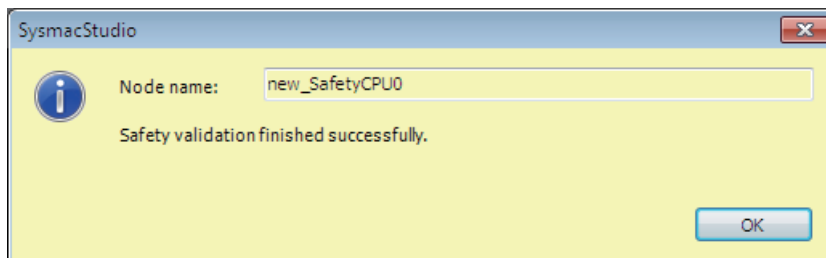 SysmacStudio
Node name: new_SafetyCPU0
Safety validation finished successfully.
OK